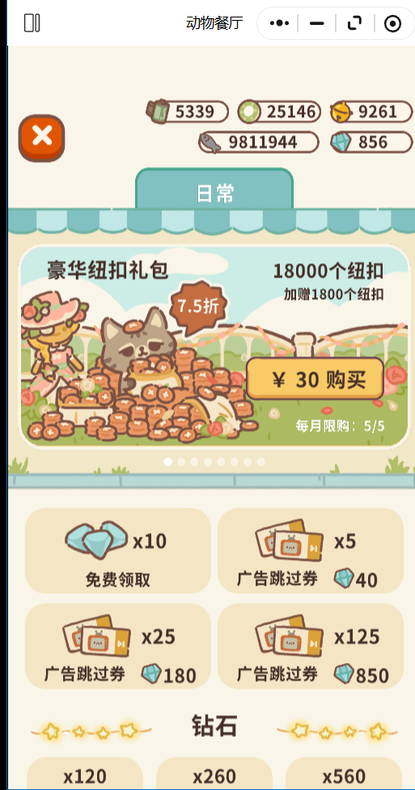 动物餐厅
5339 25146 9261
9811944 856
日常
豪华纽扣礼包
18000个纽扣
加赠1800个纽扣
7.5折
¥ 30 购买
每月限购：5/5
x10
免费领取
x5
广告跳过券 40
x25
广告跳过券 180
x125
广告跳过券 850
钻石
x120 x260 x560